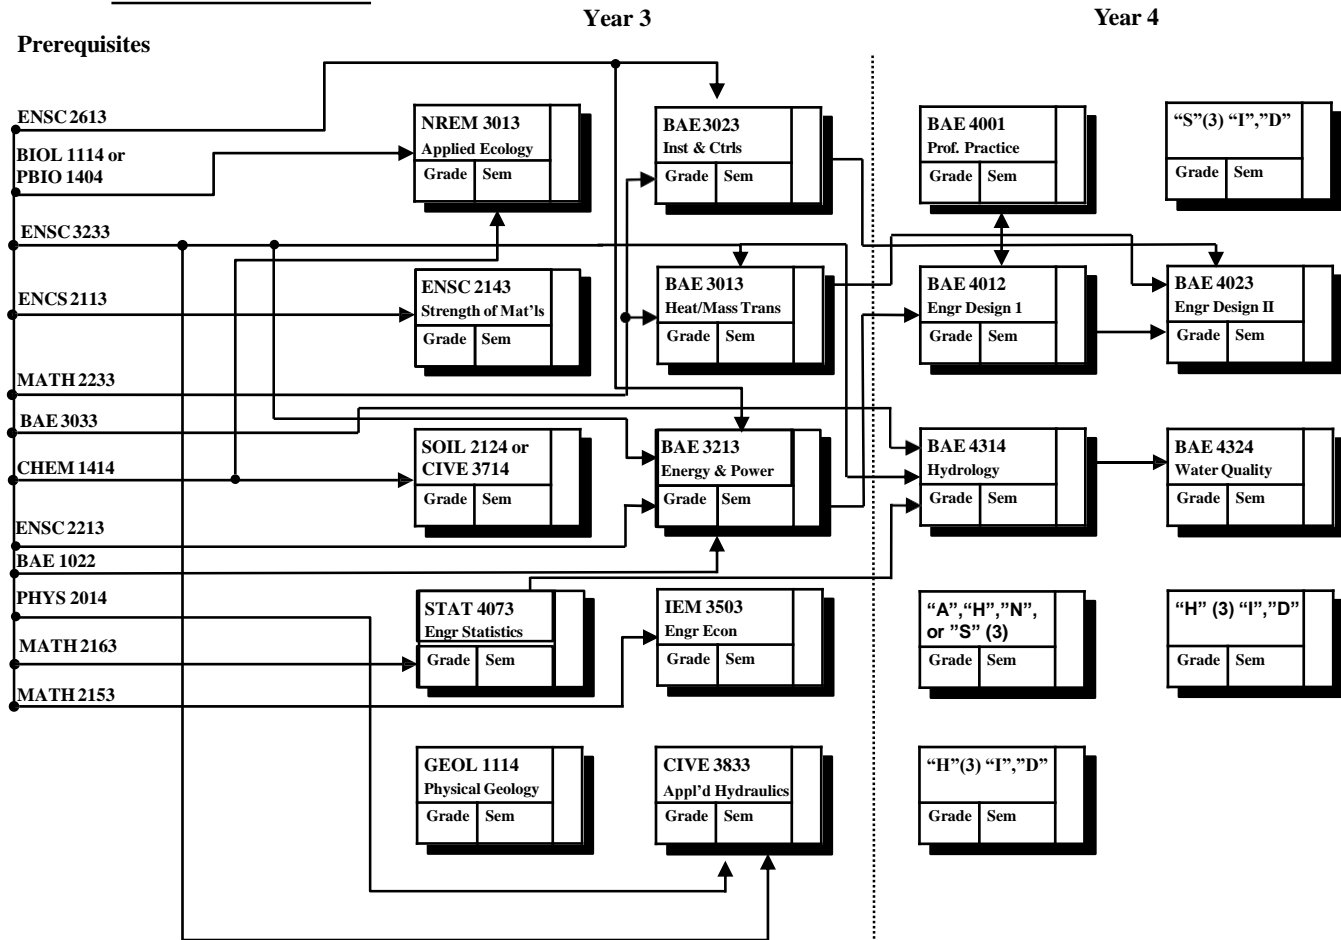 Year 3
Year 4
Prerequisites
ENSC 2613
BIOL 1114 or
PBIO 1404
ENSC 3233
ENCS 2113
MATH 2233
BAE 3033
CHEM 1414
ENSC 2213
BAE 1022
PHYS 2014
MATH 2163
MATH 2153
NREM 3013
Applied Ecology
Grade Sem
ENSC 2143
Strength of Mat’ls
Grade Sem
SOIL 2124 or
CIVE 3714
Grade Sem
STAT 4073
Engr Statistics
Grade Sem
GEOL 1114
Physical Geology
Grade Sem
BAE 3023
Inst & Ctrls
Grade Sem
BAE 3013
Heat/Mass Trans
Grade Sem
BAE 3213
Energy & Power
Grade Sem
IEM 3503
Engr Econ
Grade Sem
CIVE 3833
Appl’d Hydraulics
Grade Sem
BAE 4001
Prof. Practice
Grade Sem
BAE 4012
Engr Design 1
Grade Sem
BAE 4314
Hydrology
Grade Sem
“A”,“H”,”N”,
or ”S” (3)
Grade Sem
“H”(3) “I”,”D”
Grade Sem
“S”(3) “I”,”D”
Grade Sem
BAE 4023
Engr Design II
Grade Sem
BAE 4324
Water Quality
Grade Sem
“H” (3) “I”,”D”
Grade Sem